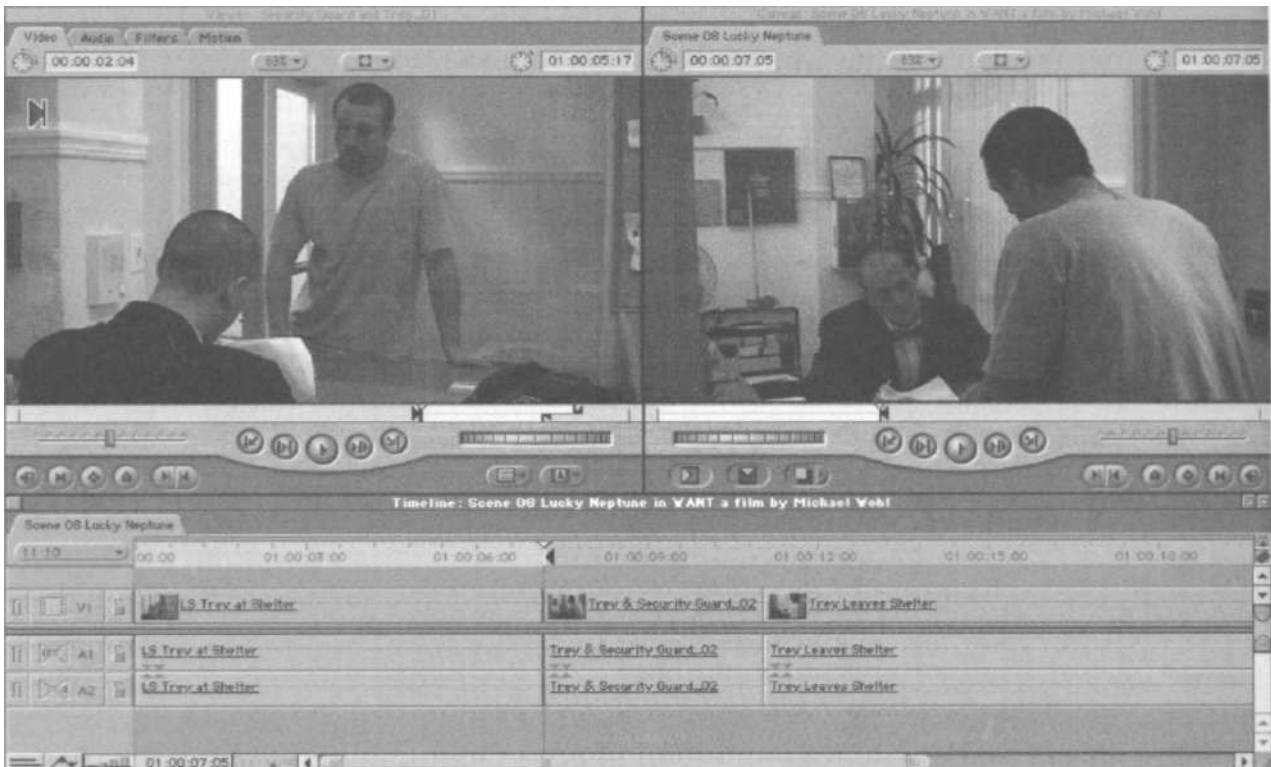 Viewer: Security Guard and Trey_01
Canvas: Scene 08 Lucky Neptune in WANT a film by Michael Wohl
Video Audio Filters Motion
Scene 08 Lucky Neptune
00:00:02:04 63% 01:00:05:17
00:00:07:05 63% 01:00:07:05
Timeline: Scene 08 Lucky Neptune in WANT a film by Michael Wohl
Scene 08 Lucky Neptune
11:10 00:00 01:00:03:00 01:00:06:00 01:00:09:00 01:00:12:00 01:00:15:00 01:00:18:00
V1 LS Trey at Shelter Trey & Security Guard_02 Trey Leaves Shelter
A1 LS Trey at Shelter Trey & Security Guard_02 Trey Leaves Shelter
A2 LS Trey at Shelter Trey & Security Guard_02 Trey Leaves Shelter
01:00:07:05